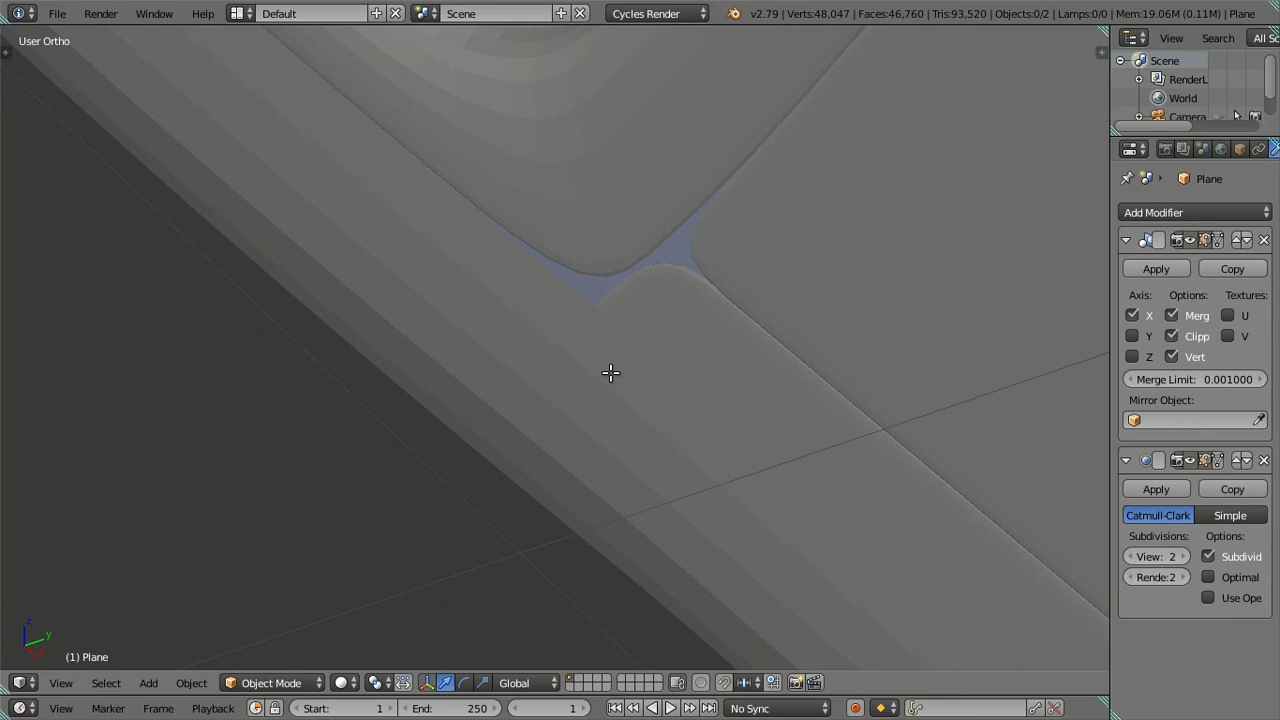 File Render Window Help Default Scene Cycles Render v2.79 | Verts:48,047 | Faces:46,760 | Tris:93,520 | Objects:0/2 | Lamps:0/0 | Mem:19.06M (0.11M) | Plane
User Ortho
View Search All Sc
Scene
RenderL
World
Camera
Plane
Add Modifier
Apply Copy
Axis: Options: Textures:
X Merg U
Y Clipp V
Z Vert
Merge Limit: 0.001000
Mirror Object:
Apply Copy
Catmull-Clark Simple
Subdivisions: Options:
View: 2 Subdivid
Rende:2 Optimal
Use Ope
z
y
(1) Plane
View Select Add Object Object Mode Global
View Marker Frame Playback Start: 1 End: 250 1 No Sync